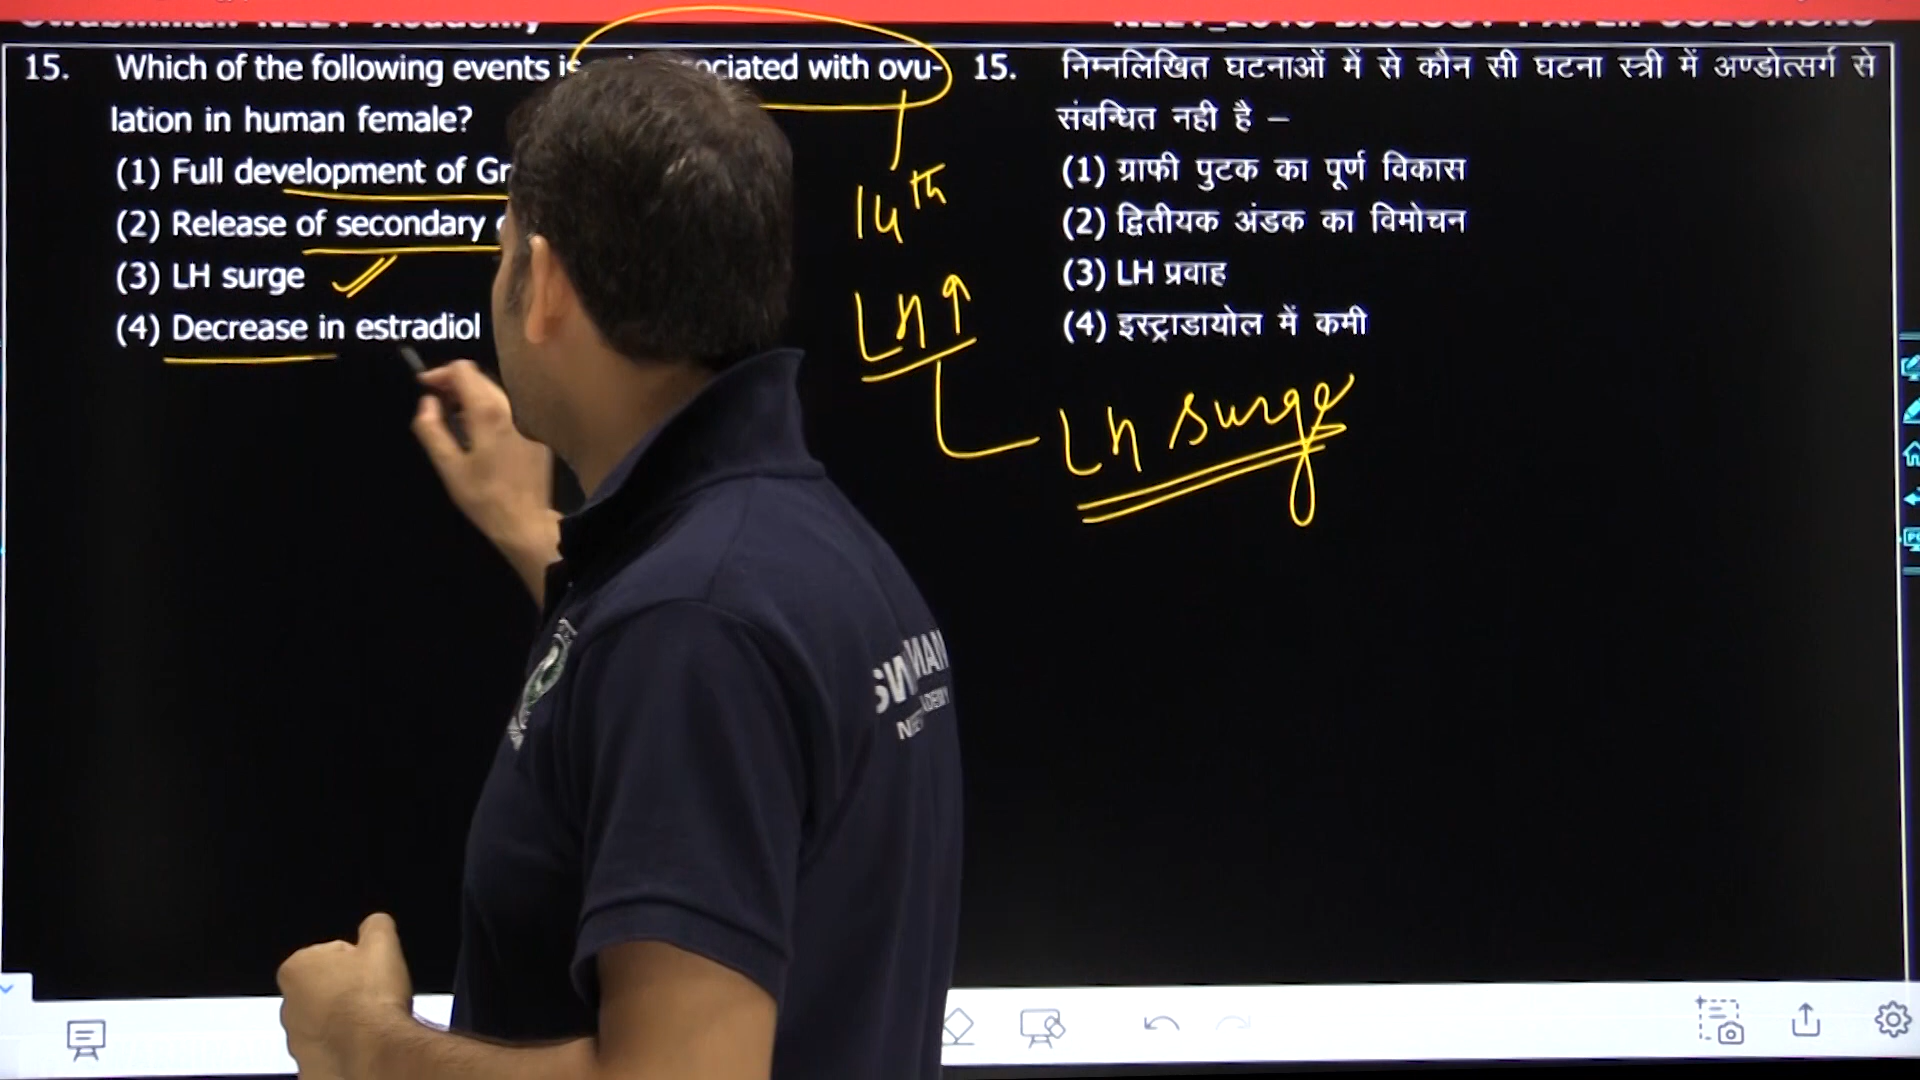 15. Which of the following events is associated with ovu-
lation in human female?
(1) Full development of
(2) Release of secondary
(3) LH surge
(4) Decrease in estradiol
14th
LH↑
LH surge
15. निम्नलिखित घटनाओं में से कौन सी घटना स्त्री में अण्डोत्सर्ग से
संबन्धित नही है –
(1) ग्राफी पुटक का पूर्ण विकास
(2) द्वितीयक अंडक का विमोचन
(3) LH प्रवाह
(4) इस्ट्राडायोल में कमी